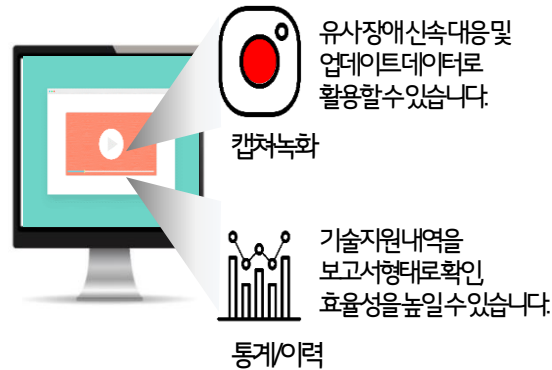 유사 장애 신속 대응 및
업데이트 데이터로
활용할 수 있습니다.
캡쳐녹화
기술지원 내역을
보고서 형태로 확인,
효율성을 높일 수 있습니다.
통계/이력